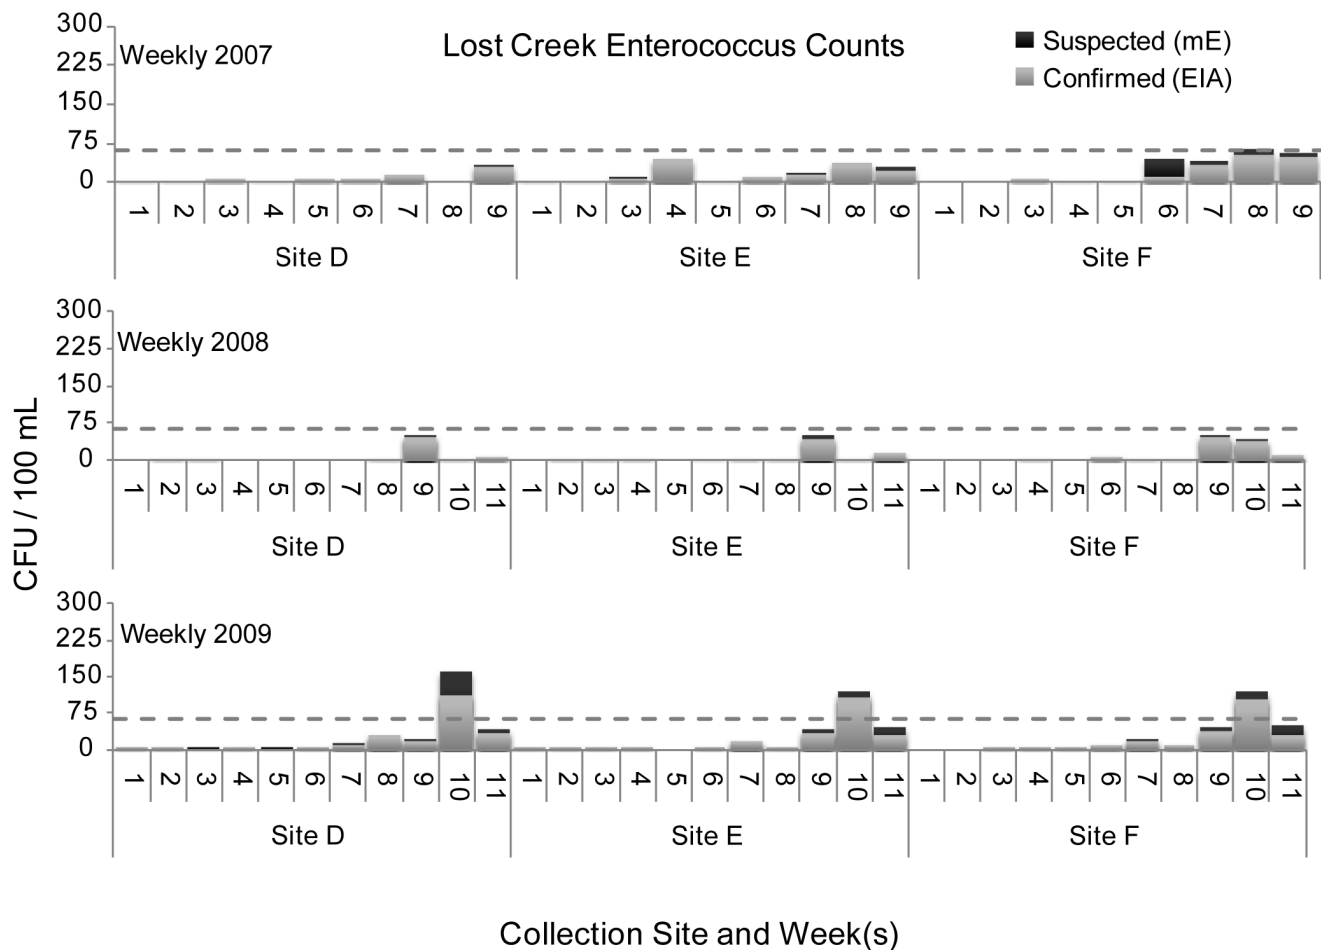 Lost Creek Enterococcus Counts
Suspected (mE)
Confirmed (EIA)
CFU / 100 mL
Weekly 2007
300
225
150
75
0
1 2 3 4 5 6 7 8 9 1 2 3 4 5 6 7 8 9 1 2 3 4 5 6 7 8 9
Site D Site E Site F
Weekly 2008
300
225
150
75
0
1 2 3 4 5 6 7 8 9 10 11 1 2 3 4 5 6 7 8 9 10 11 1 2 3 4 5 6 7 8 9 10 11
Site D Site E Site F
Weekly 2009
300
225
150
75
0
1 2 3 4 5 6 7 8 9 10 11 1 2 3 4 5 6 7 8 9 10 11 1 2 3 4 5 6 7 8 9 10 11
Site D Site E Site F
Collection Site and Week(s)